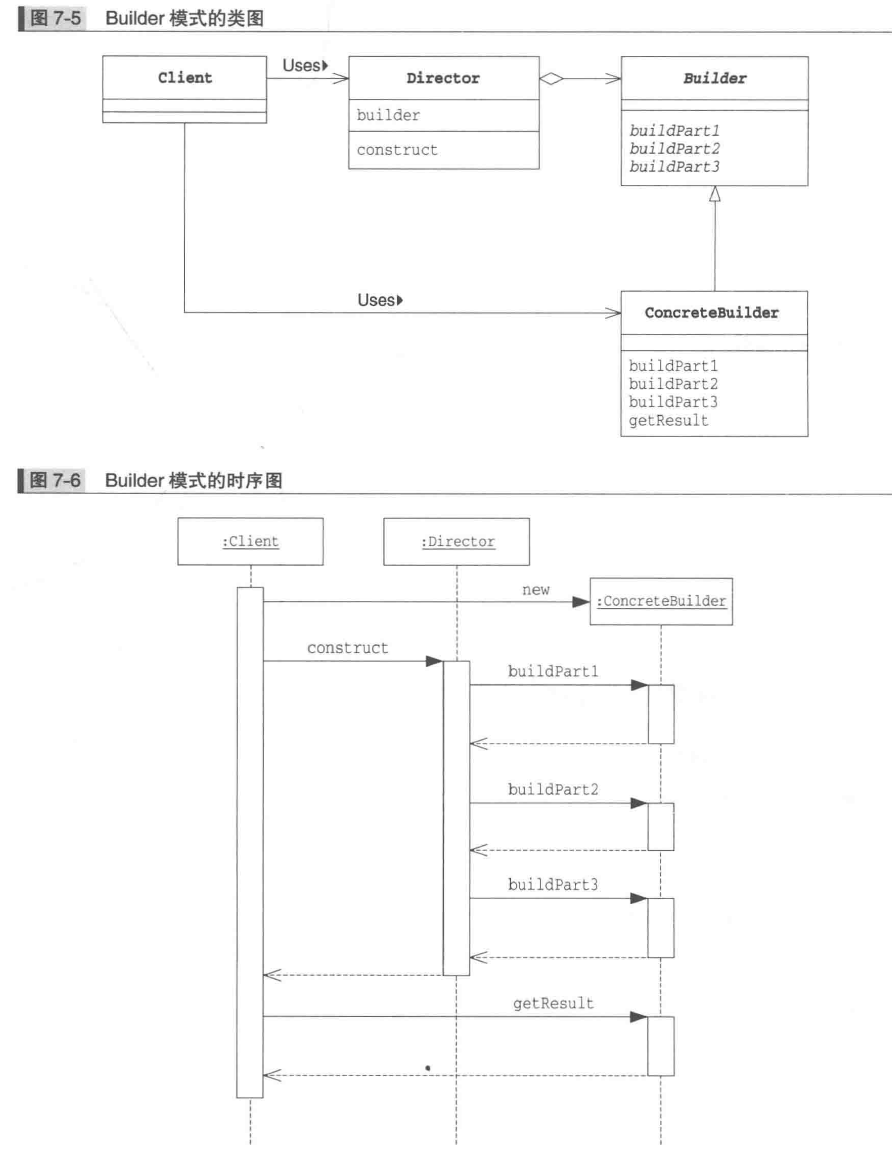 图 7-5 Builder 模式的类图
Client
Uses
Director
builder
construct
Builder
buildPart1
buildPart2
buildPart3
Uses
ConcreteBuilder
buildPart1
buildPart2
buildPart3
getResult
图 7-6 Builder 模式的时序图
:Client
:Director
new
:ConcreteBuilder
construct
buildPart1
buildPart2
buildPart3
getResult